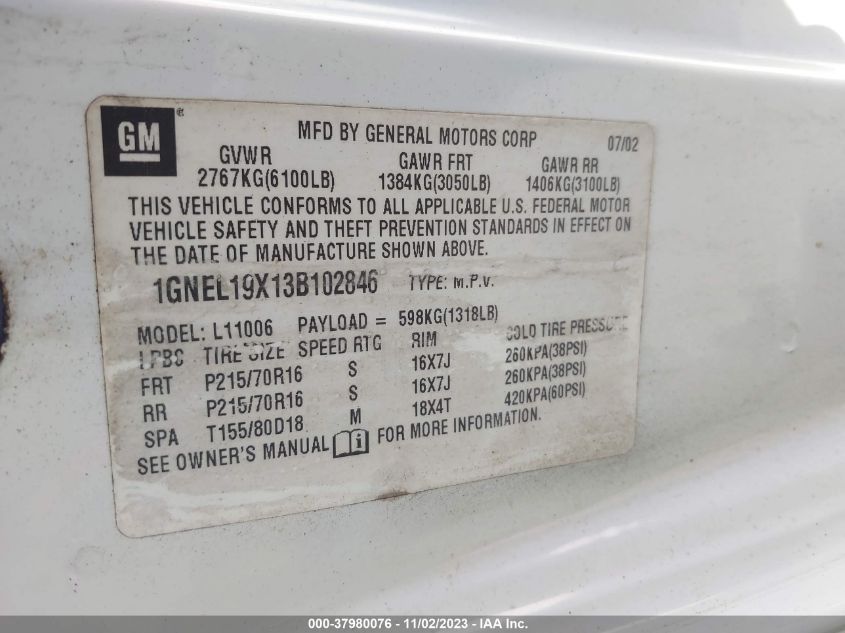 GM ®
MFD BY GENERAL MOTORS CORP 07/02
GVWR GAWR FRT GAWR RR
2767KG(6100LB) 1384KG(3050LB) 1406KG(3100LB)
THIS VEHICLE CONFORMS TO ALL APPLICABLE U.S. FEDERAL MOTOR
VEHICLE SAFETY AND THEFT PREVENTION STANDARDS IN EFFECT ON
THE DATE OF MANUFACTURE SHOWN ABOVE.
1GNEL19X13B102846 TYPE: M.P.V.
MODEL: L11006 PAYLOAD = 598KG(1318LB)
TIRE SIZE SPEED RTG RIM COLD TIRE PRESSURE
FRT P215/70R16 S 16X7J 260KPA(38PSI)
RR P215/70R16 S 16X7J 260KPA(38PSI)
SPA T155/80D18 M 18X4T 420KPA(60PSI)
SEE OWNER'S MANUAL FOR MORE INFORMATION.
000-37980076 - 11/02/2023 - IAA Inc.